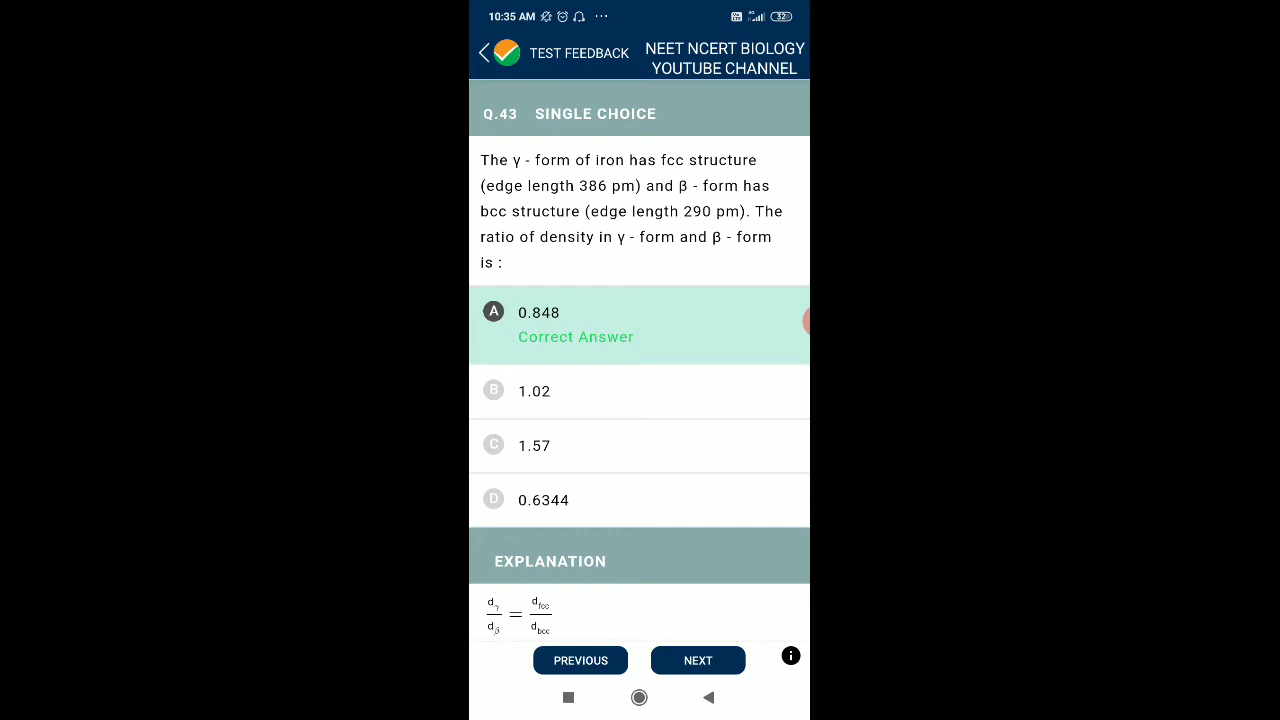 10:35 AM ... 4G 52
TEST FEEDBACK NEET NCERT BIOLOGY
YOUTUBE CHANNEL
Q.43 SINGLE CHOICE
The γ - form of iron has fcc structure
(edge length 386 pm) and β - form has
bcc structure (edge length 290 pm). The
ratio of density in γ - form and β - form
is :
A 0.848
Correct Answer
B 1.02
C 1.57
D 0.6344
EXPLANATION
dγ/dβ = dfcc/dbcc
PREVIOUS NEXT i